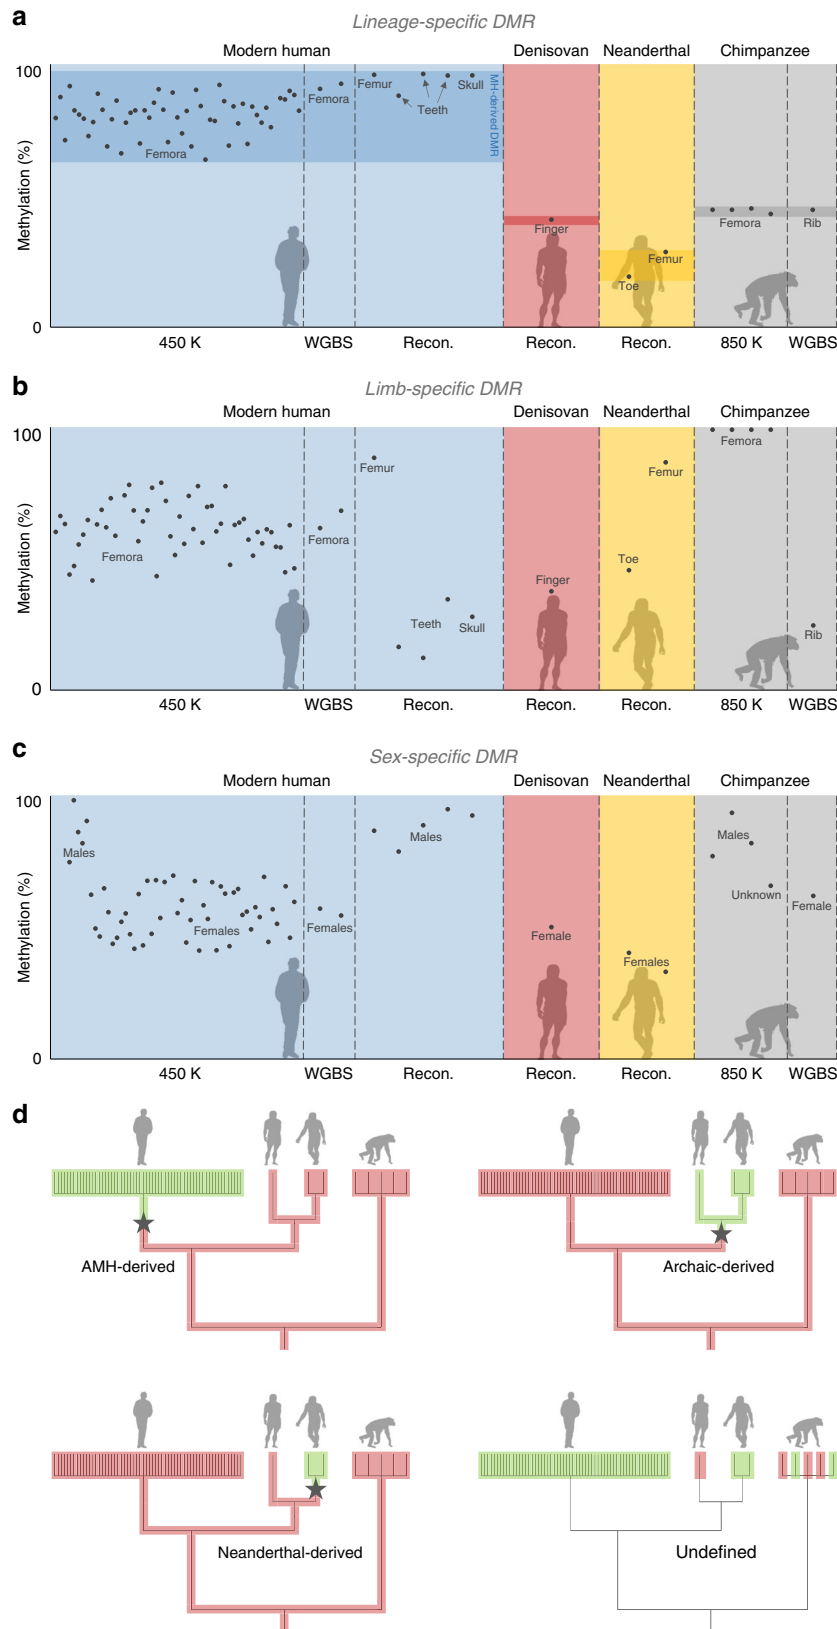 a
Lineage-specific DMR
Modern human Denisovan Neanderthal Chimpanzee
100
Methylation (%)
0
Femora
Femora
Femur
Teeth
Skull
MH-derived DMR
Finger
Femur
Toe
Femora
Rib
450 K WGBS Recon. Recon. Recon. 850 K WGBS
b
Limb-specific DMR
Modern human Denisovan Neanderthal Chimpanzee
100
Methylation (%)
0
Femora
Femora
Femur
Teeth
Skull
Finger
Toe
Femur
Femora
Rib
450 K WGBS Recon. Recon. Recon. 850 K WGBS
c
Sex-specific DMR
Modern human Denisovan Neanderthal Chimpanzee
100
Methylation (%)
0
Males
Females
Females
Males
Female
Females
Males
Unknown
Female
450 K WGBS Recon. Recon. Recon. 850 K WGBS
d
AMH-derived
Archaic-derived
Neanderthal-derived
Undefined